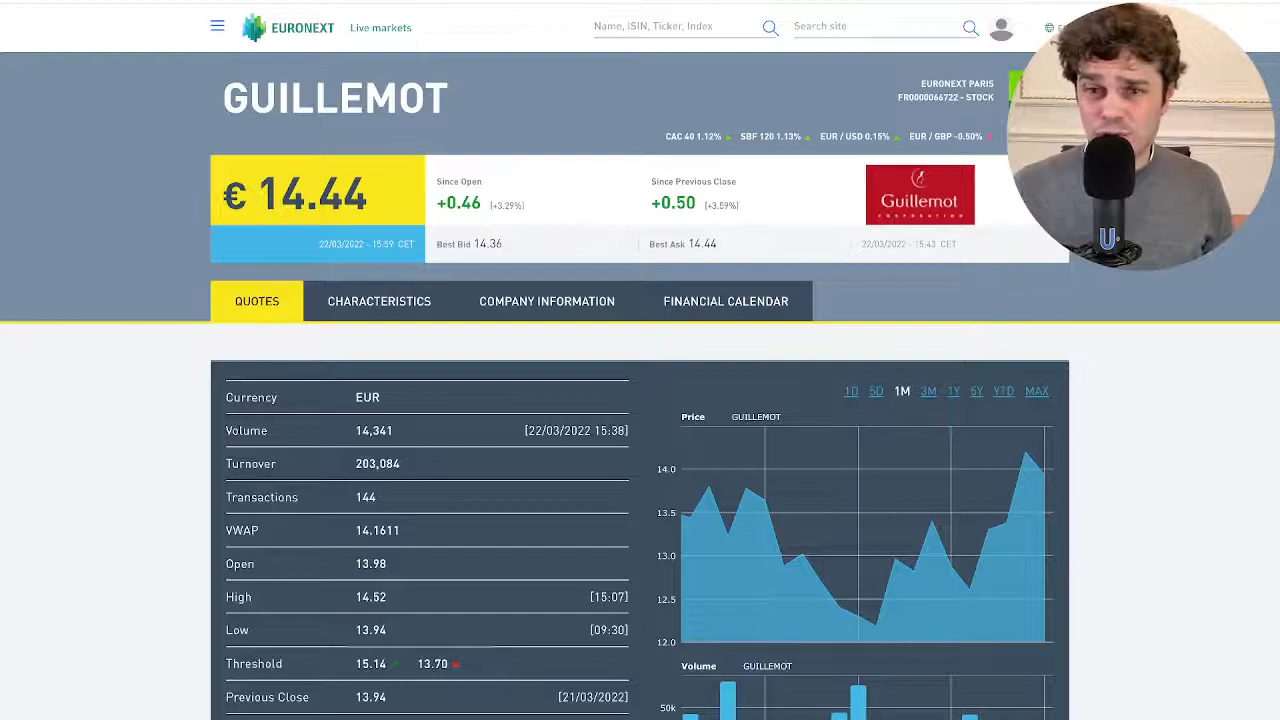 EURONEXT Live markets Name, ISIN, Ticker, Index Search site
GUILLEMOT
EURONEXT PARIS
FR0000066722 - STOCK
CAC 40 1.12% SBF 120 1.13% EUR / USD 0.15% EUR / GBP -0.50%
€ 14.44
Since Open
+0.46 (+3.29%)
Since Previous Close
+0.50 (+3.59%)
Guillemot
CORPORATION
22/03/2022 - 15:59 CET
Best Bid 14.36
Best Ask 14.44
22/03/2022 - 15:43 CET
QUOTES CHARACTERISTICS COMPANY INFORMATION FINANCIAL CALENDAR
Currency EUR
Volume 14,341 [22/03/2022 15:38]
Turnover 203,084
Transactions 144
VWAP 14.1611
Open 13.98
High 14.52 [15:07]
Low 13.94 [09:30]
Threshold 15.14 13.70
Previous Close 13.94 [21/03/2022]
1D 5D 1M 3M 1Y 5Y YTD MAX
Price GUILLEMOT
14.0
13.5
13.0
12.5
12.0
Volume GUILLEMOT
50k
U.